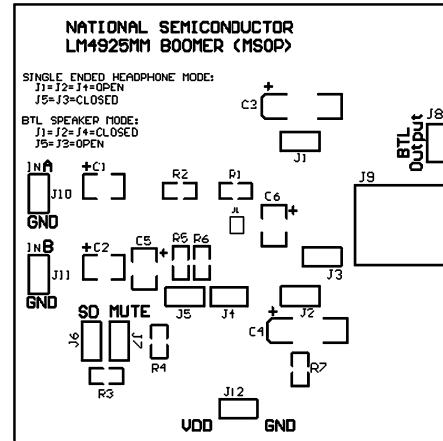 NATIONAL SEMICONDUCTOR
LM4925MM BOOMER (MSOP)
SINGLE ENDED HEADPHONE MODE:
J1=J2=J4=OPEN
J5=J3=CLOSED
BTL SPEAKER MODE:
J1=J2=J4=CLOSED
J5=J3=OPEN
C3
J1
J8
BTL
Output
J9
INA
C1
J10
GND
R2
R1
C6
INB
C2
J11
GND
C5
R5
R6
J3
J5
J4
J2
SD MUTE
J6
J7
R4
C4
R3
R7
J12
VDD
GND